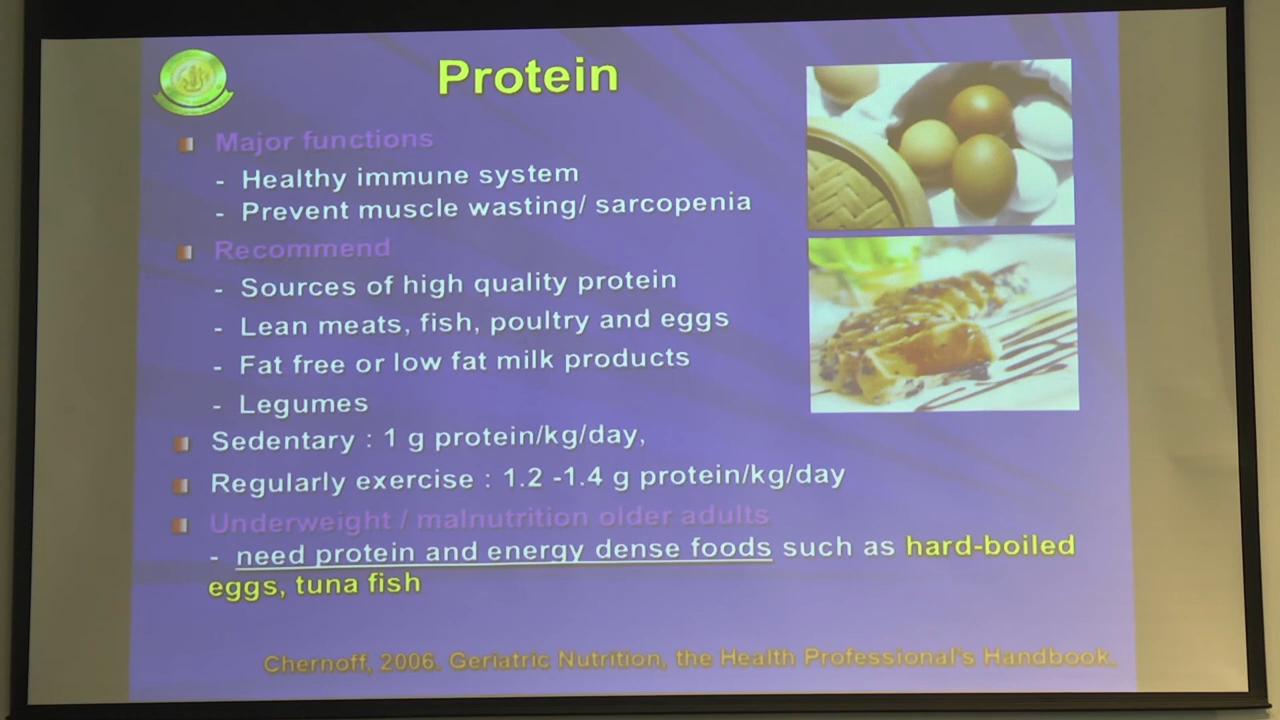 Protein
Major functions
- Healthy immune system
- Prevent muscle wasting/ sarcopenia
Recommend
- Sources of high quality protein
- Lean meats, fish, poultry and eggs
- Fat free or low fat milk products
- Legumes
Sedentary : 1 g protein/kg/day,
Regularly exercise : 1.2 -1.4 g protein/kg/day
Underweight / malnutrition older adults
- need protein and energy dense foods such as hard-boiled
eggs, tuna fish
Chernoff, 2006. Geriatric Nutrition, the Health Professional's Handbook.